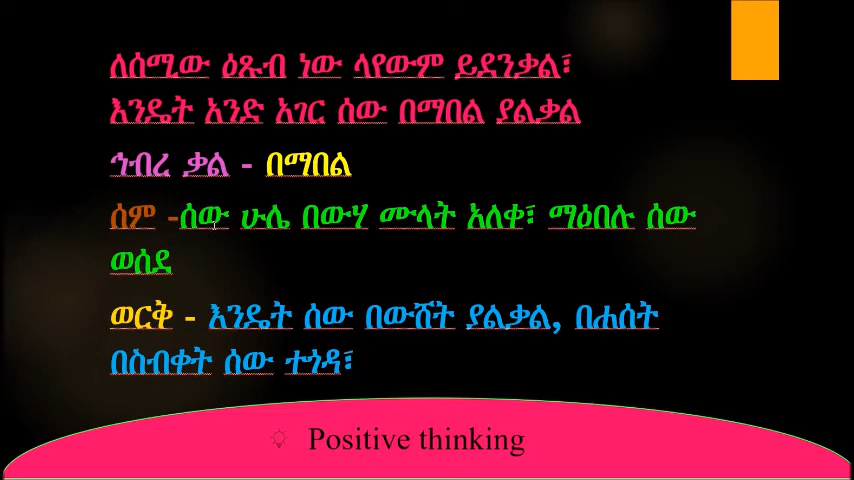 ለሰሚው ዕጹብ ነው ላየውም ይደንቃል፣
እንዴት አንድ አገር ሰው በማበል ያልቃል
ኅብረ ቃል - በማበል
ሰም -ሰው ሁሌ በውሃ ሙላት አለቀ፣ ማዕበሉ ሰው
ወሰደ
ወርቅ - እንዴት ሰው በውሸት ያልቃል, በሐሰት
በስብቀት ሰው ተጎዳ፣
Positive thinking